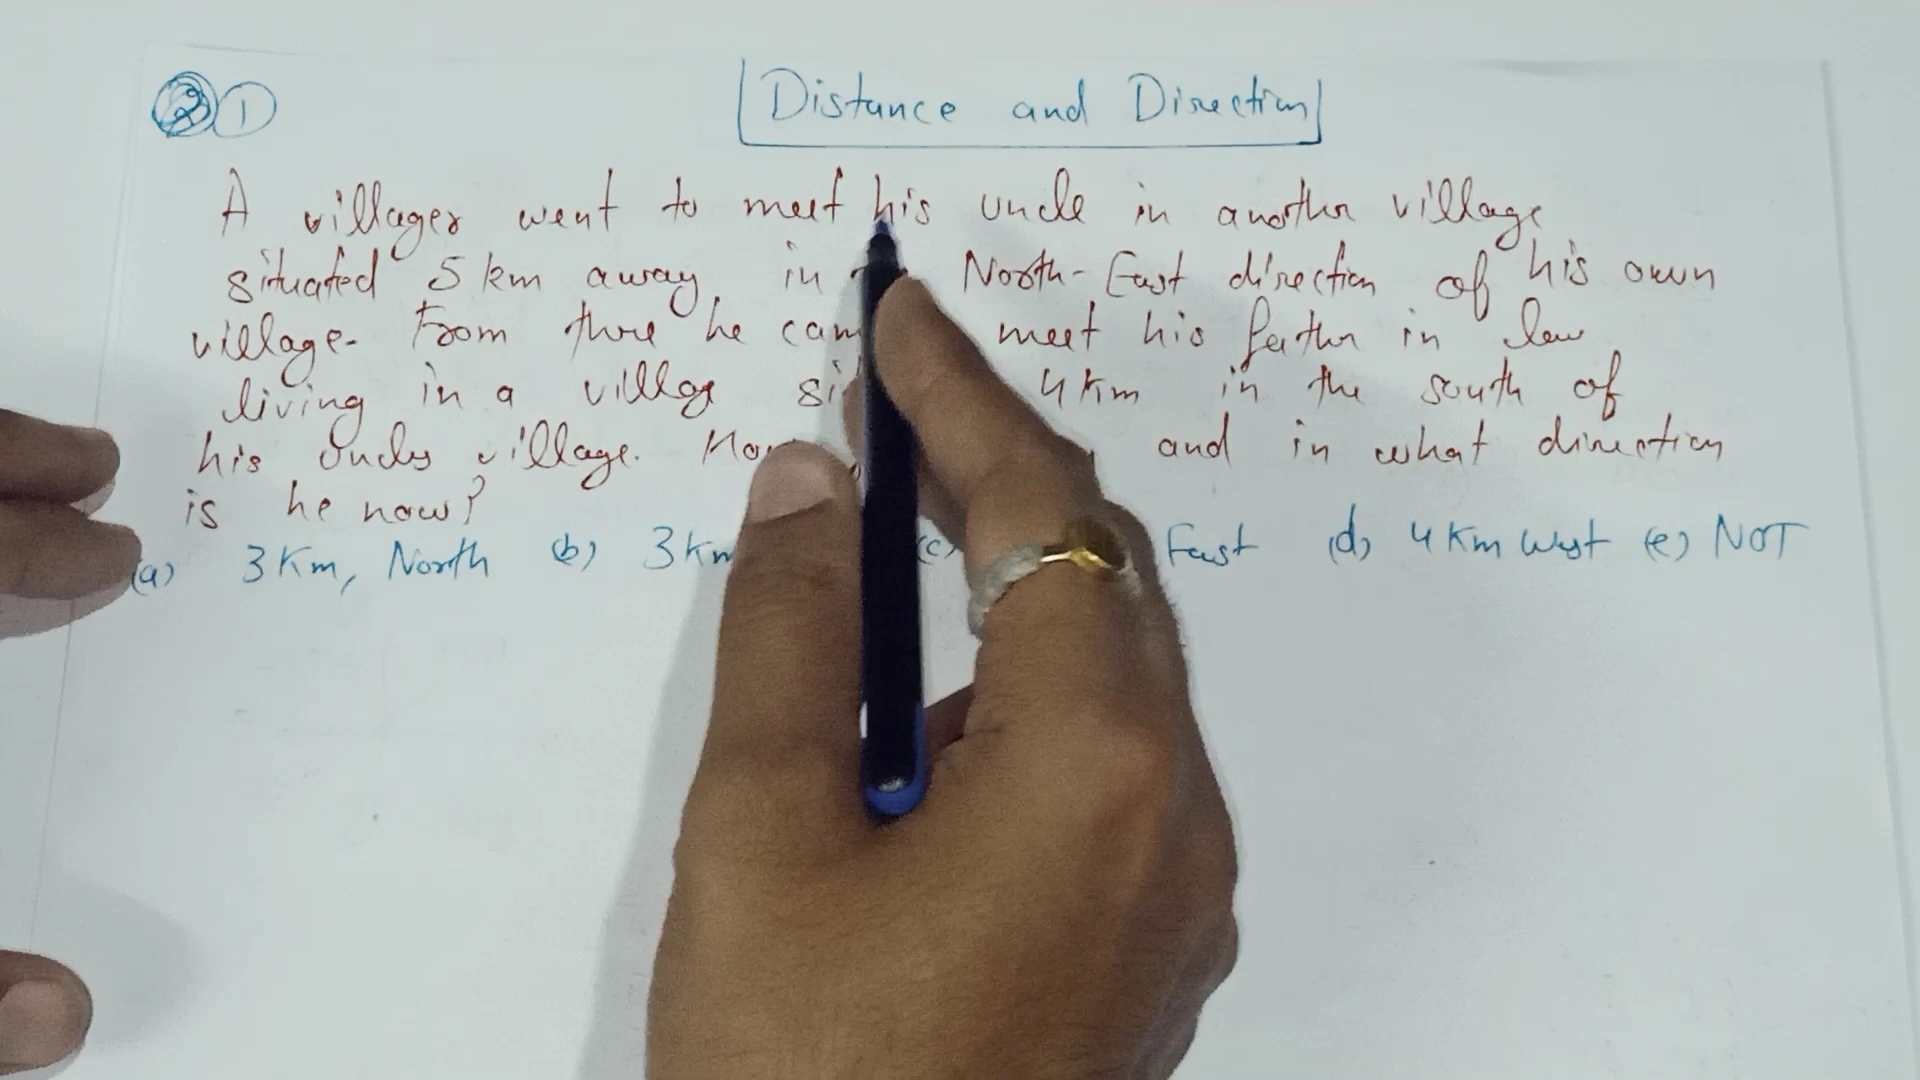 ② ①
Distance and Direction
A villager went to meet his uncle in another village
situated 5 km away in North-East direction of his own
village. From there he meet his father in law
living in a village 4 Km in the south of
his uncles village. and in what direction
is he now?
(a) 3 Km, North (b) 3 Km (c) East (d) 4 Km West (e) NOT